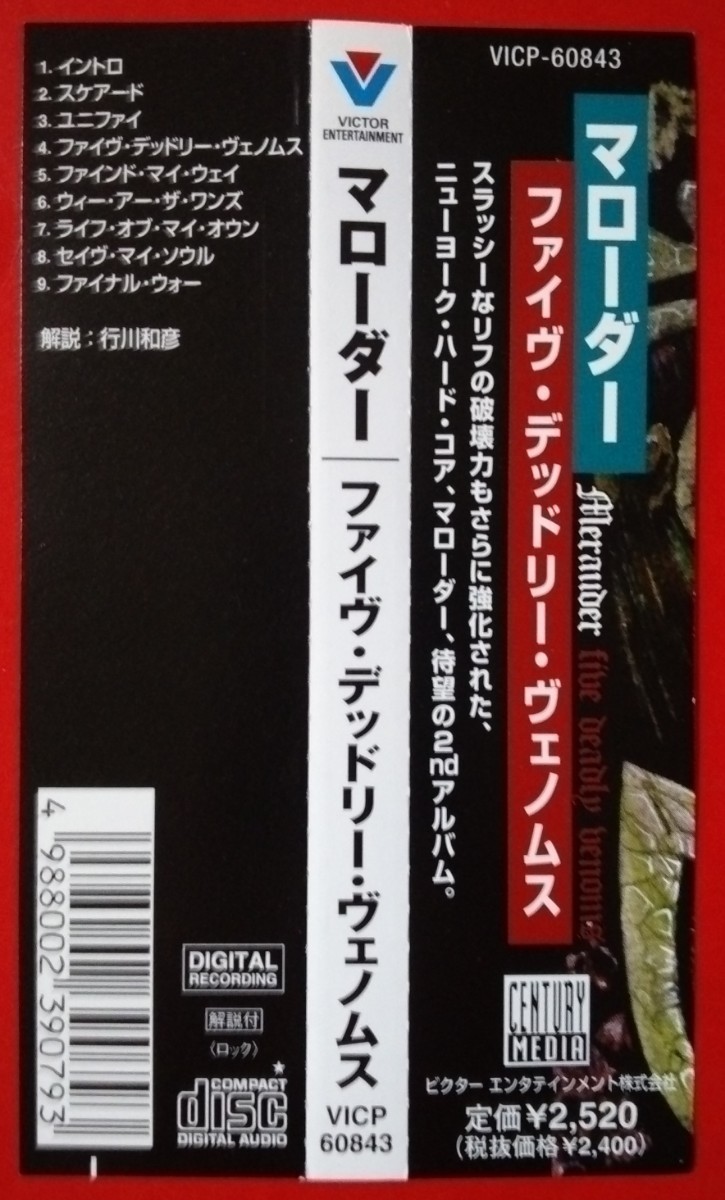 1. イントロ
2. スケアード
3. ユニファイ
4. ファイヴ・デッドリー・ヴェノムス
5. ファインド・マイ・ウェイ
6. ウィー・アー・ザ・ワンズ
7. ライフ・オブ・マイ・オウン
8. セイヴ・マイ・ソウル
9. ファイナル・ウォー
解説：行川和彦
4 988002 390793
DIGITAL
RECORDING
解説付
〈ロック〉
★
COMPACT
disc
DIGITAL AUDIO
VICTOR
ENTERTAINMENT
マローダー
ファイヴ・デッドリー・ヴェノムス
VICP
60843
VICP-60843
マローダー
ファイヴ・デッドリー・ヴェノムス
Merauder five deadly venoms
スラッシーなリフの破壊力もさらに強化された、
ニューヨーク・ハード・コア、マローダー、待望の2ndアルバム。
CENTURY
MEDIA
ビクター エンタテインメント株式会社
定価¥2,520
(税抜価格¥2,400)